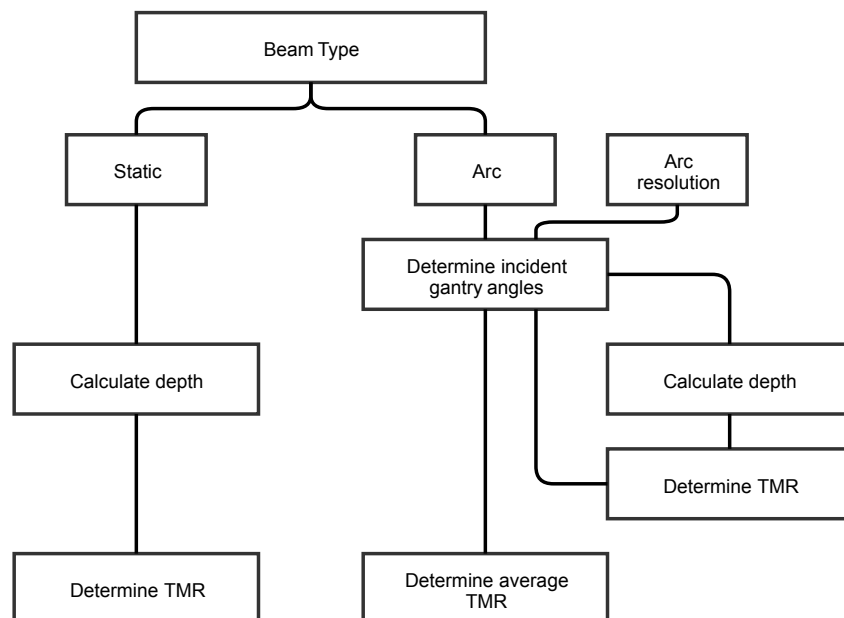 Beam Type
Static
Arc
Arc
resolution
Determine incident
gantry angles
Calculate depth
Calculate depth
Determine TMR
Determine TMR
Determine average
TMR